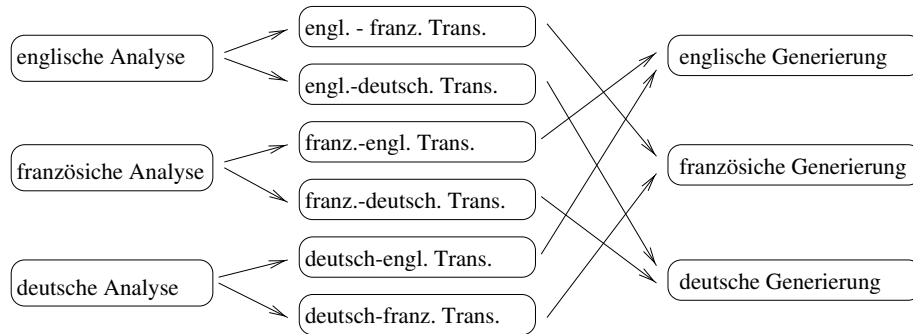 englische Analyse
engl. - franz. Trans.
engl.-deutsch. Trans.
englische Generierung
französiche Analyse
franz.-engl. Trans.
franz.-deutsch. Trans.
französiche Generierung
deutsche Analyse
deutsch-engl. Trans.
deutsch-franz. Trans.
deutsche Generierung